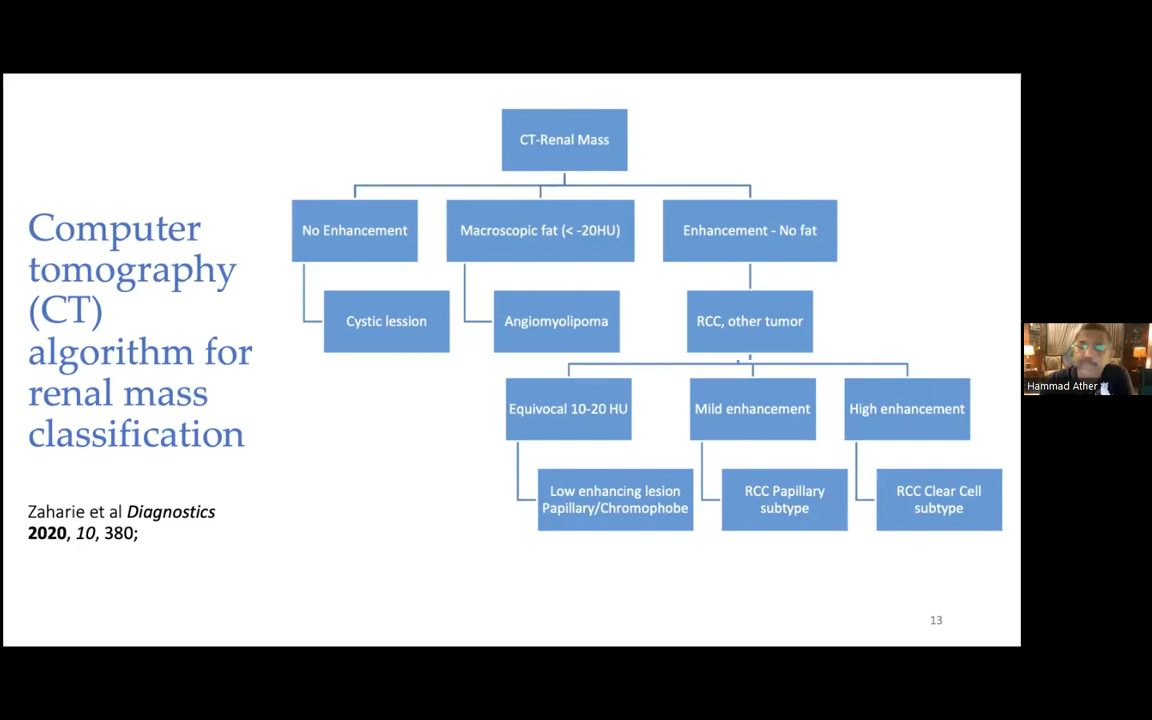 CT-Renal Mass
No Enhancement
Macroscopic fat (< -20HU)
Enhancement - No fat
Cystic lession
Angiomyolipoma
RCC, other tumor
Equivocal 10-20 HU
Mild enhancement
High enhancement
Low enhancing lesion
Papillary/Chromophobe
RCC Papillary
subtype
RCC Clear Cell
subtype
Computer
tomography
(CT)
algorithm for
renal mass
classification
Zaharie et al Diagnostics
2020, 10, 380;
13
Hammad Ather